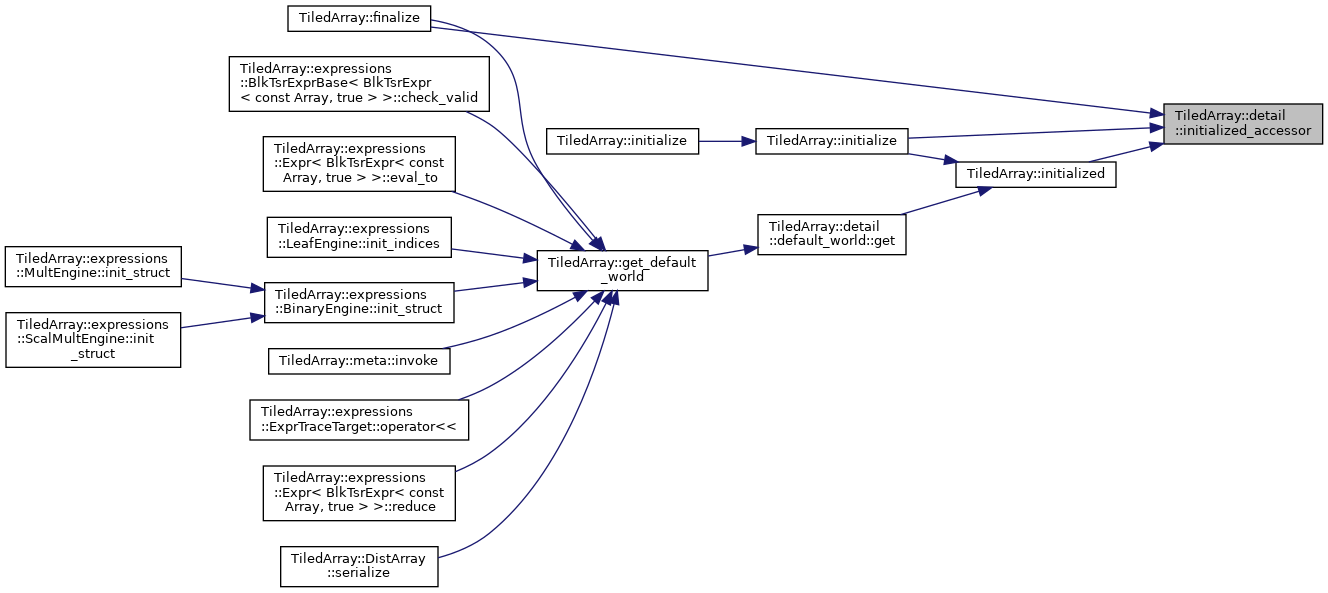 TiledArray::finalize
TiledArray::expressions
::BlkTsrExprBase< BlkTsrExpr
< const Array, true > >::check_valid
TiledArray::detail
::initialized_accessor
TiledArray::initialize
TiledArray::initialize
TiledArray::expressions
::Expr< BlkTsrExpr< const
Array, true > >::eval_to
TiledArray::initialized
TiledArray::detail
::default_world::get
TiledArray::expressions
::LeafEngine::init_indices
TiledArray::get_default
_world
TiledArray::expressions
::MultEngine::init_struct
TiledArray::expressions
::BinaryEngine::init_struct
TiledArray::expressions
::ScalMultEngine::init
_struct
TiledArray::meta::invoke
TiledArray::expressions
::ExprTraceTarget::operator<<
TiledArray::expressions
::Expr< BlkTsrExpr< const
Array, true > >::reduce
TiledArray::DistArray
::serialize